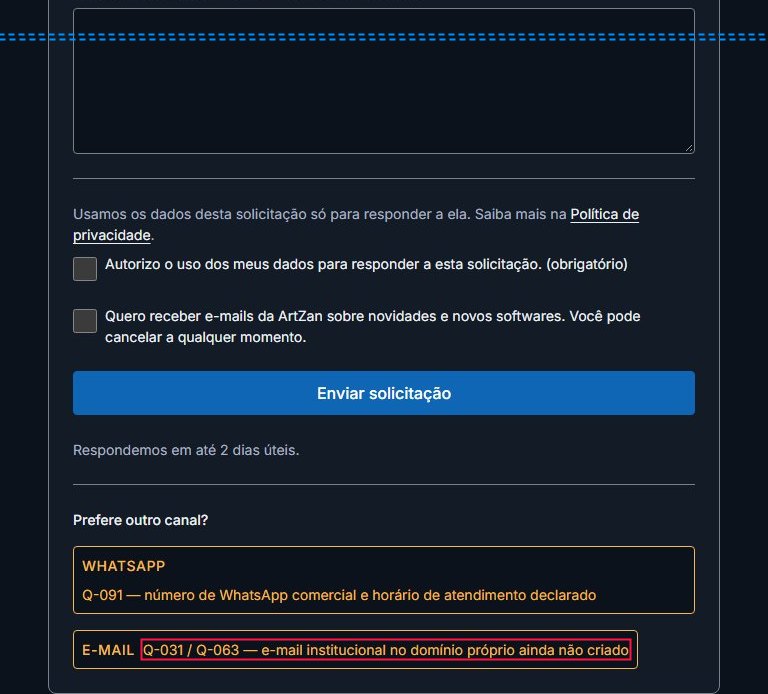 Usamos os dados desta solicitação só para responder a ela. Saiba mais na Política de
privacidade.
Autorizo o uso dos meus dados para responder a esta solicitação. (obrigatório)
Quero receber e-mails da ArtZan sobre novidades e novos softwares. Você pode
cancelar a qualquer momento.
Enviar solicitação
Respondemos em até 2 dias úteis.
Prefere outro canal?
WHATSAPP
Q-091 — número de WhatsApp comercial e horário de atendimento declarado
E-MAIL Q-031 / Q-063 — e-mail institucional no domínio próprio ainda não criado